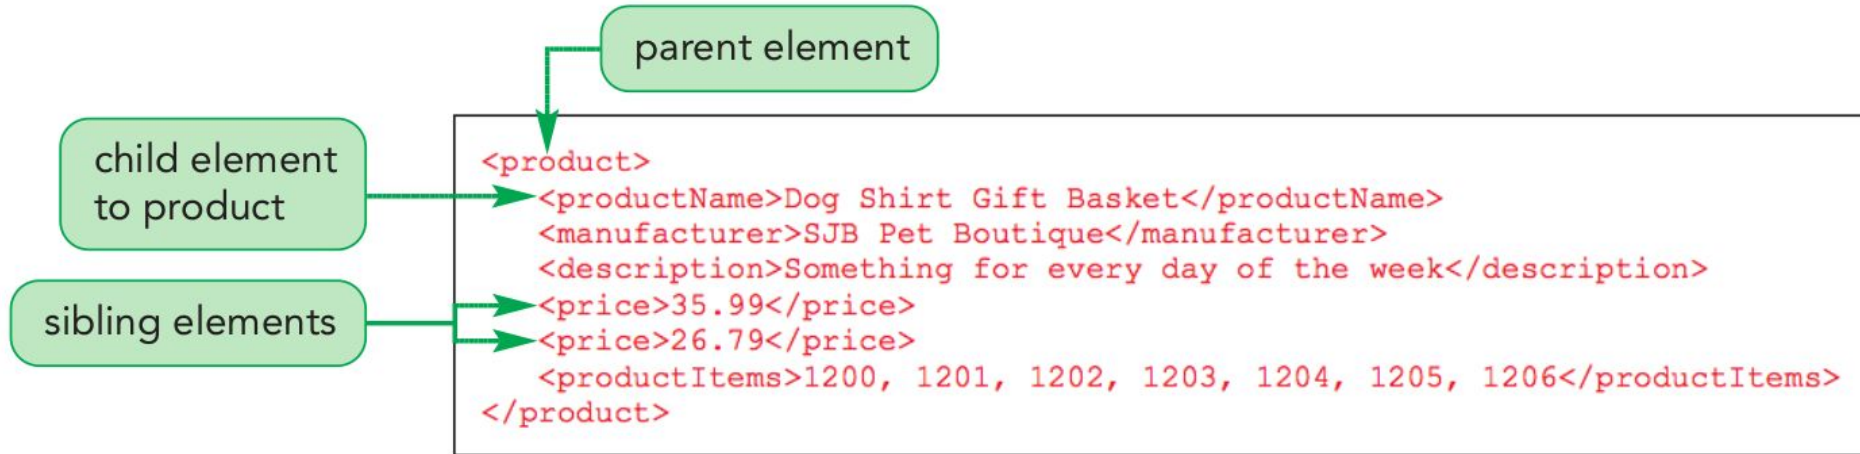 parent element
child element
to product
sibling elements
<product>
<productName>Dog Shirt Gift Basket</productName>
<manufacturer>SJB Pet Boutique</manufacturer>
<description>Something for every day of the week</description>
<price>35.99</price>
<price>26.79</price>
<productItems>1200, 1201, 1202, 1203, 1204, 1205, 1206</productItems>
</product>